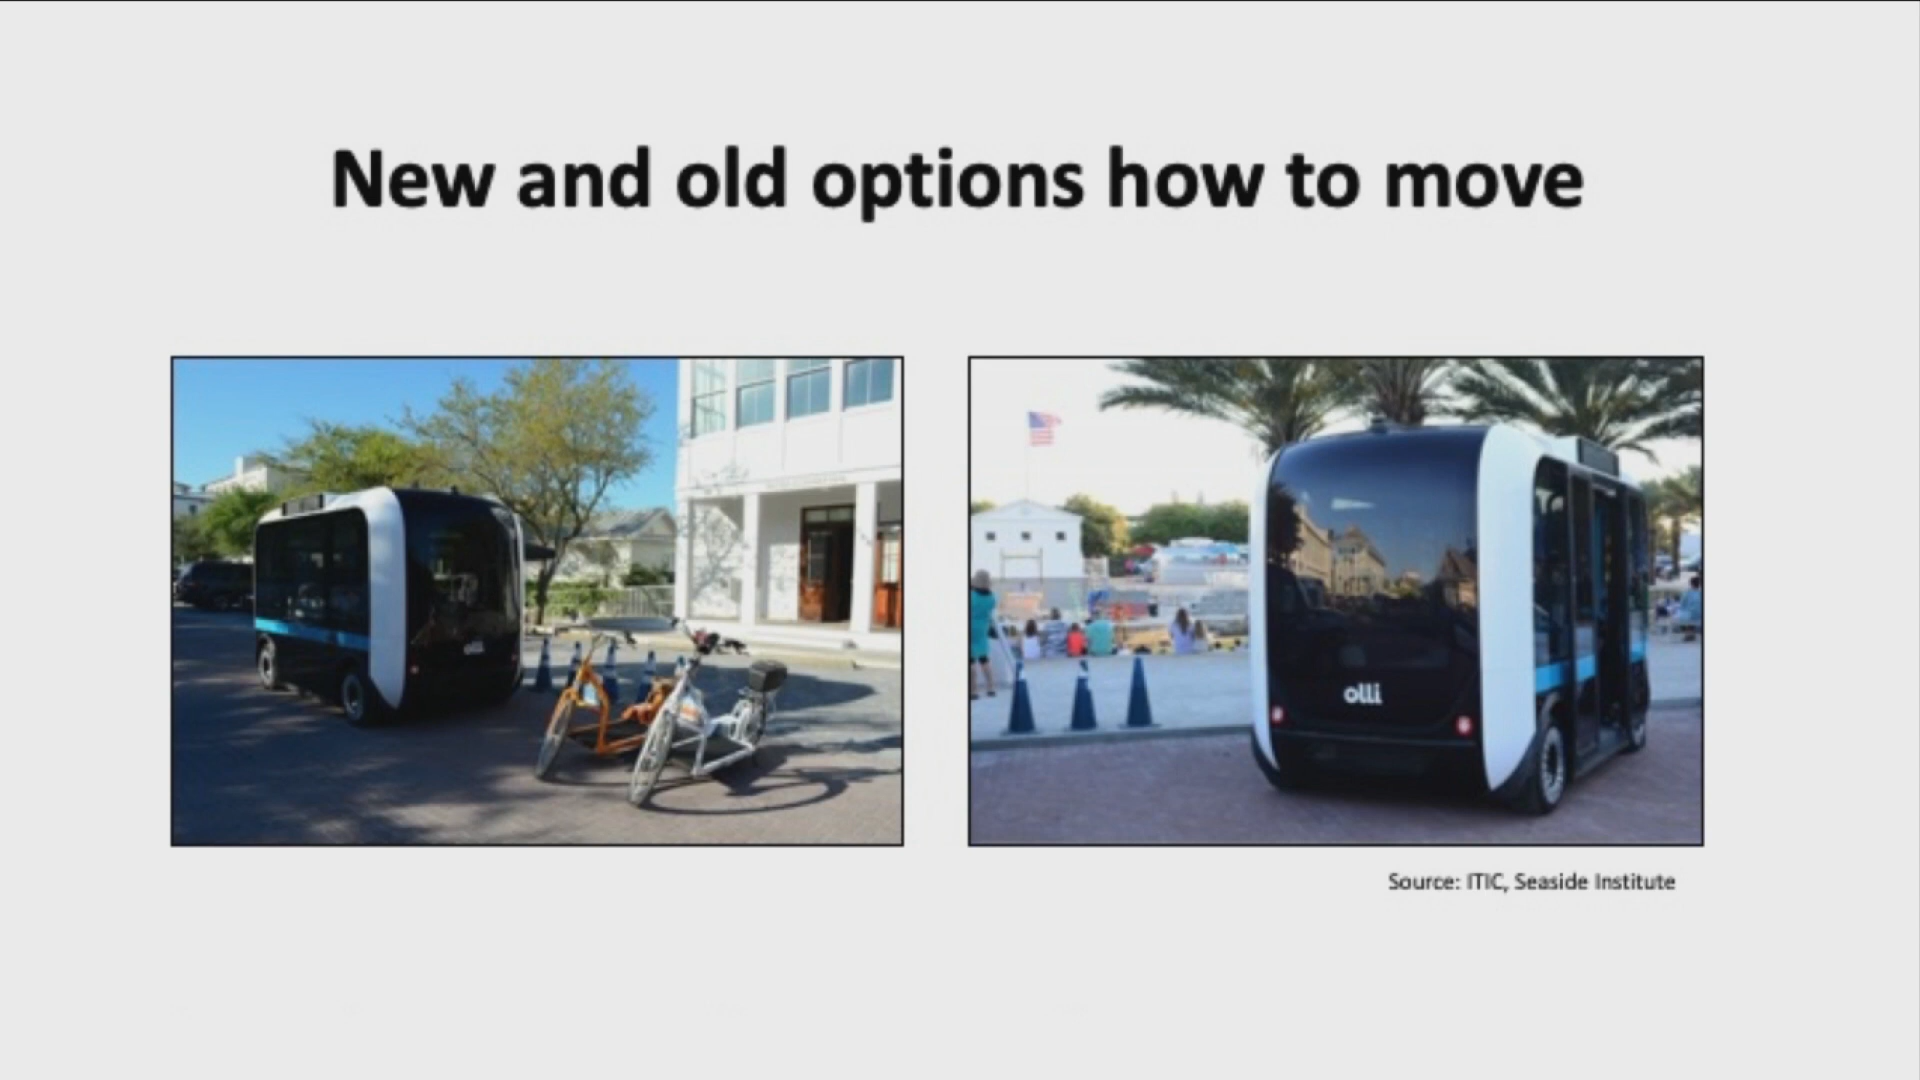 New and old options how to move
olli
olli
Source: ITIC, Seaside Institute